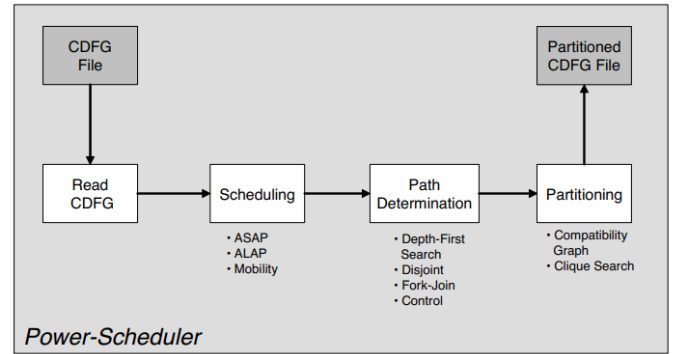 CDFG
File
Partitioned
CDFG File
Read
CDFG
Scheduling
Path
Determination
Partitioning
• ASAP
• ALAP
• Mobility
• Depth-First
Search
• Disjoint
• Fork-Join
• Control
• Compatibility
Graph
• Clique Search
Power-Scheduler